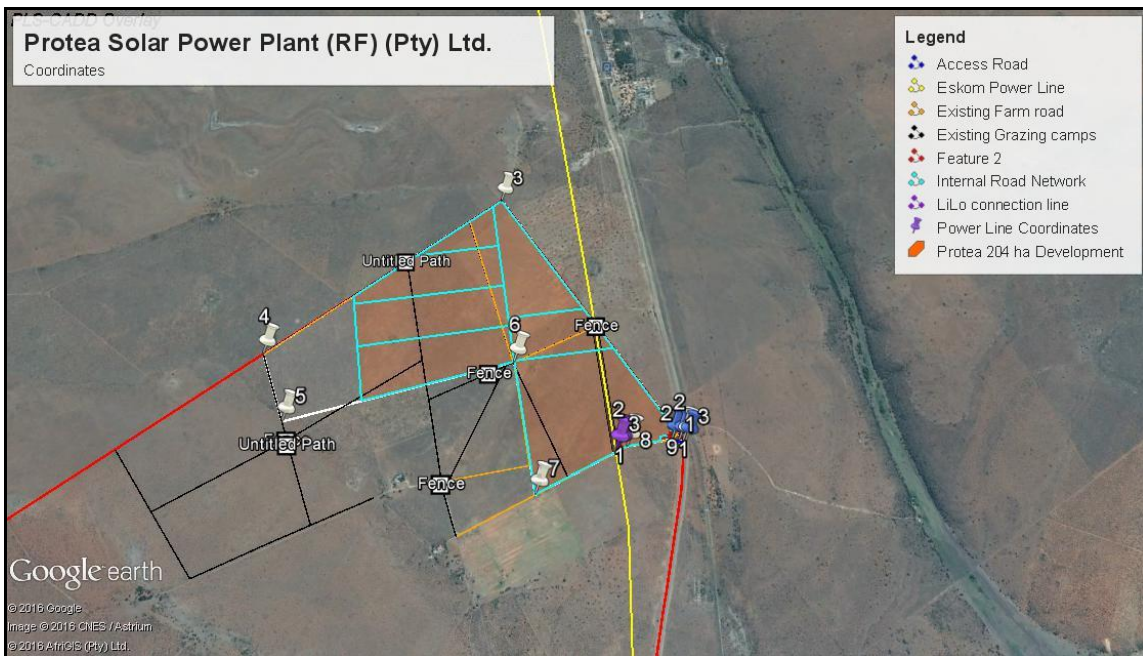 PLS-CADD Overlay
Protea Solar Power Plant (RF) (Pty) Ltd.
Coordinates
Legend
Access Road
Eskom Power Line
Existing Farm road
Existing Grazing camps
Feature 2
Internal Road Network
LiLo connection line
Power Line Coordinates
Protea 204 ha Development
3
Untitled Path
4
6
Fence
Fence
5
2
2
2
3
1
3
8
Untitled Path
1
9
1
7
Fence
Google earth
© 2016 Google
Image © 2016 CNES / Astrium
© 2016 AfriGIS (Pty) Ltd.